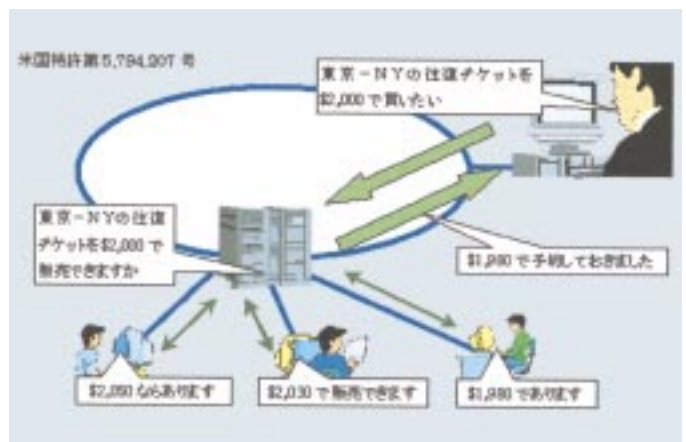 米国特許第5,794,207号
東京－NYの往復チケットを
$2,000で買いたい
東京－NYの往復
チケットを$2,000で
販売できますか
$1,980で予約しておきました
$2,050ならあります
$2,030で販売できます
$1,980であります